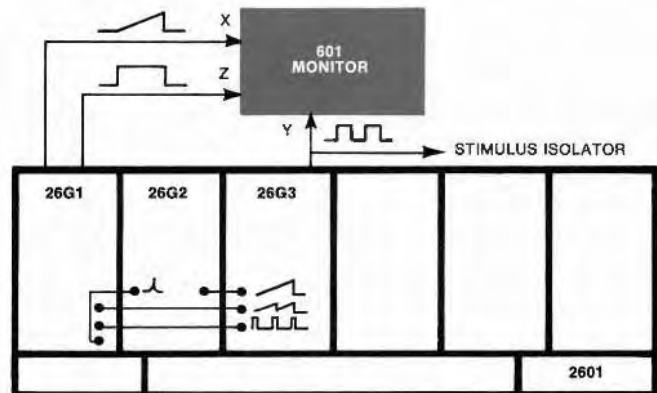 X
601
MONITOR
Z
Y
STIMULUS ISOLATOR
26G1
26G2
26G3
2601